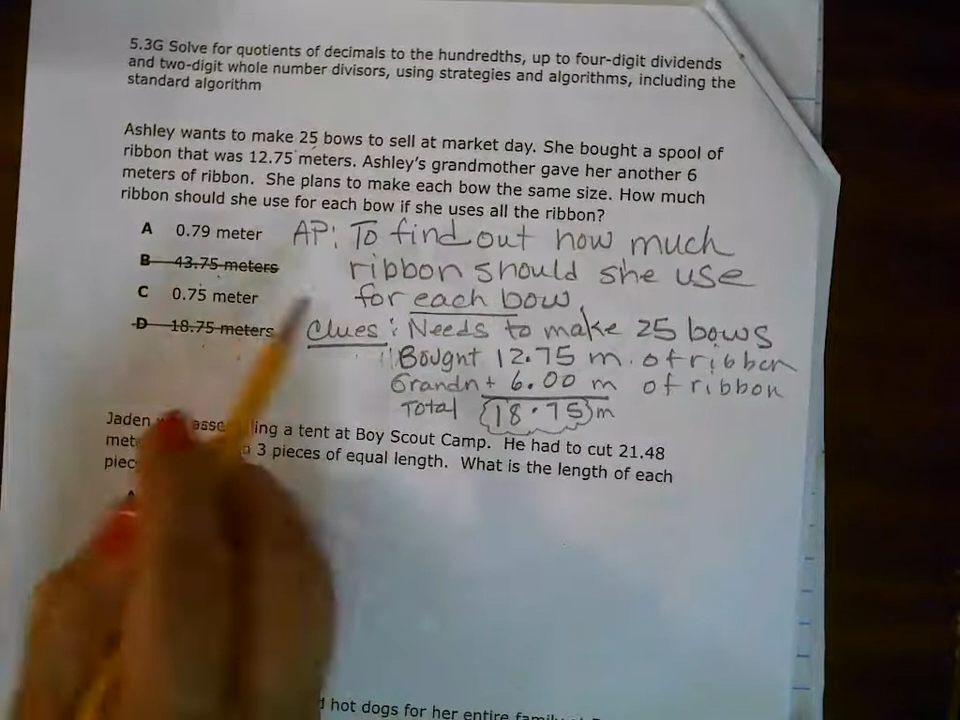 5.3G Solve for quotients of decimals to the hundredths, up to four-digit dividends
and two-digit whole number divisors, using strategies and algorithms, including the
standard algorithm
Ashley wants to make 25 bows to sell at market day. She bought a spool of
ribbon that was 12.75 meters. Ashley's grandmother gave her another 6
meters of ribbon. She plans to make each bow the same size. How much
ribbon should she use for each bow if she uses all the ribbon?
A 0.79 meter
B 43.75 meters
C 0.75 meter
D 18.75 meters
AP: To find out how much
ribbon should she use
for each bow.
Clues: Needs to make 25 bows
Bought 12.75 m. of ribbon
Grandn + 6.00 m of ribbon
Total 18.75 m
Jaden ing a tent at Boy Scout Camp. He had to cut 21.48
3 pieces of equal length. What is the length of each
hot dogs for her entire